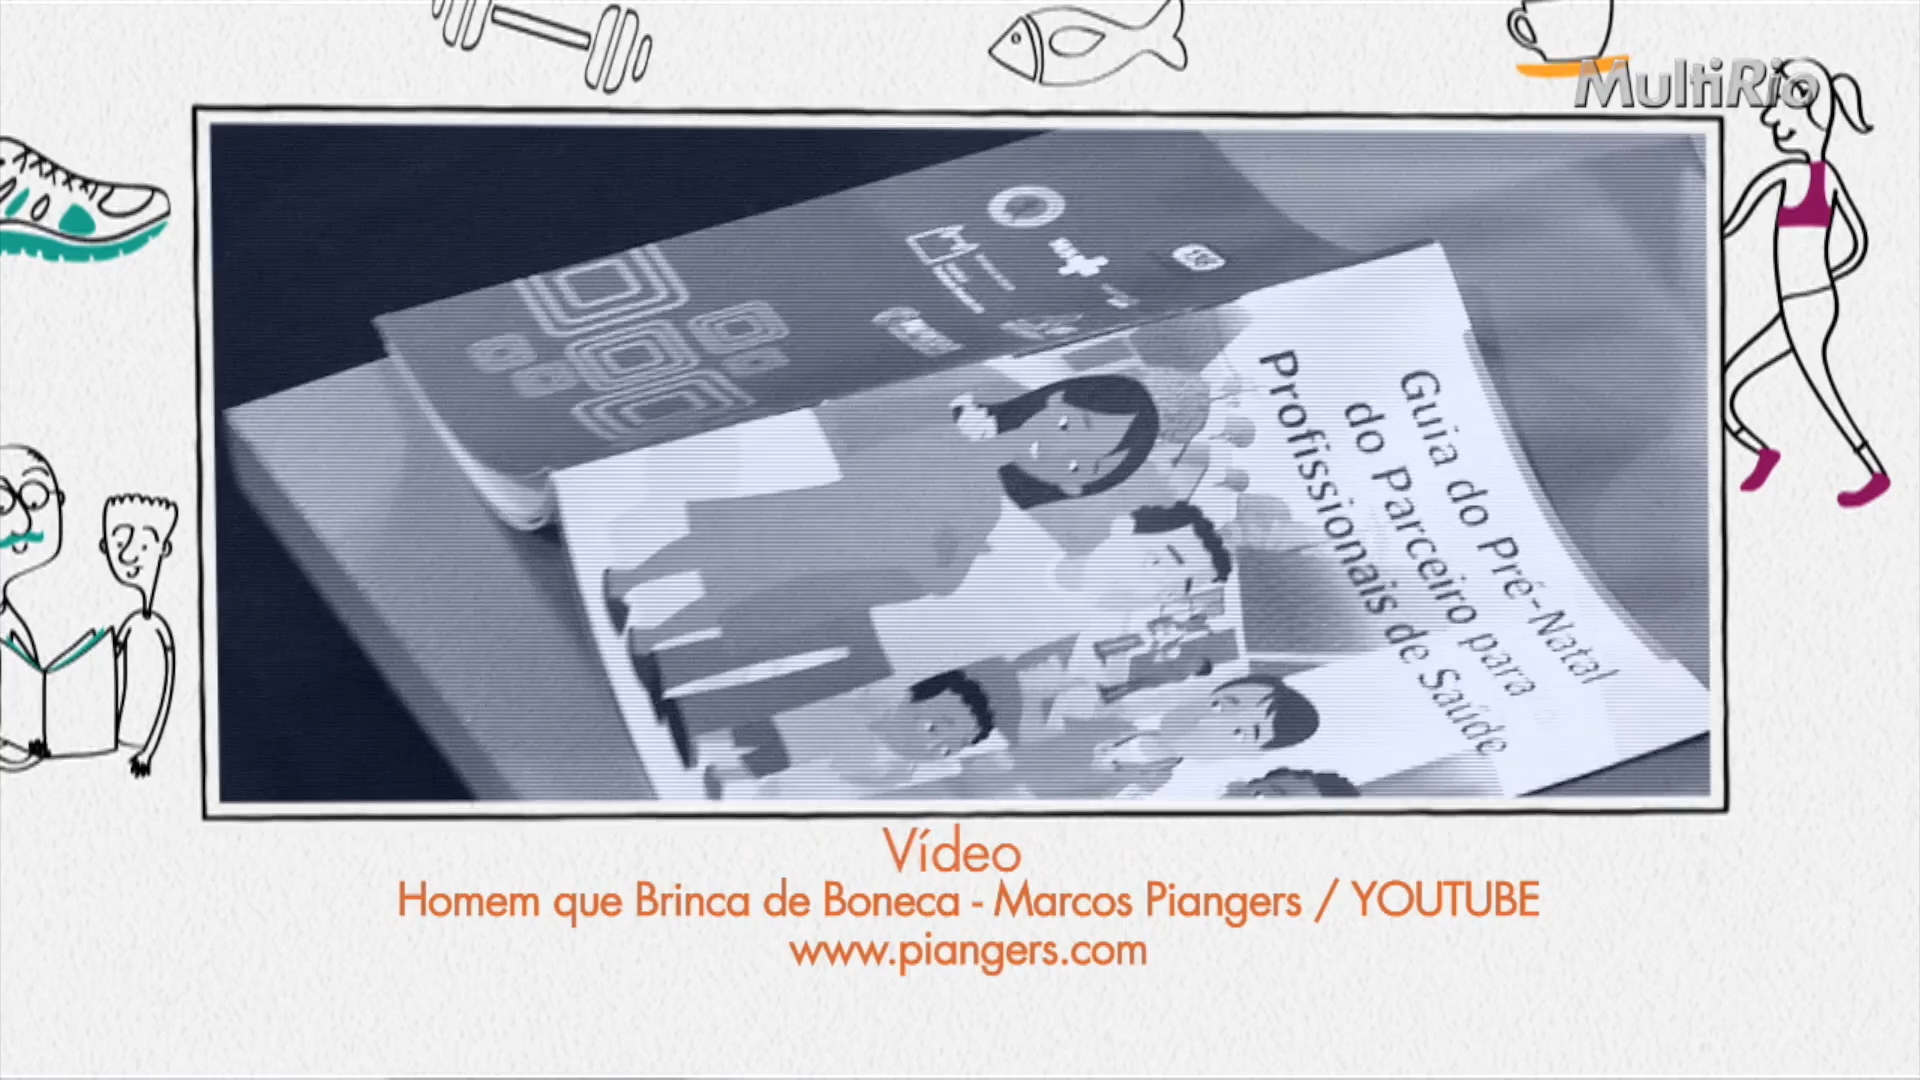 MultiRio
Guia do Pré-Natal
do Parceiro para
Profissionais de Saúde
Vídeo
Homem que Brinca de Boneca - Marcos Piangers / YOUTUBE
www.piangers.com